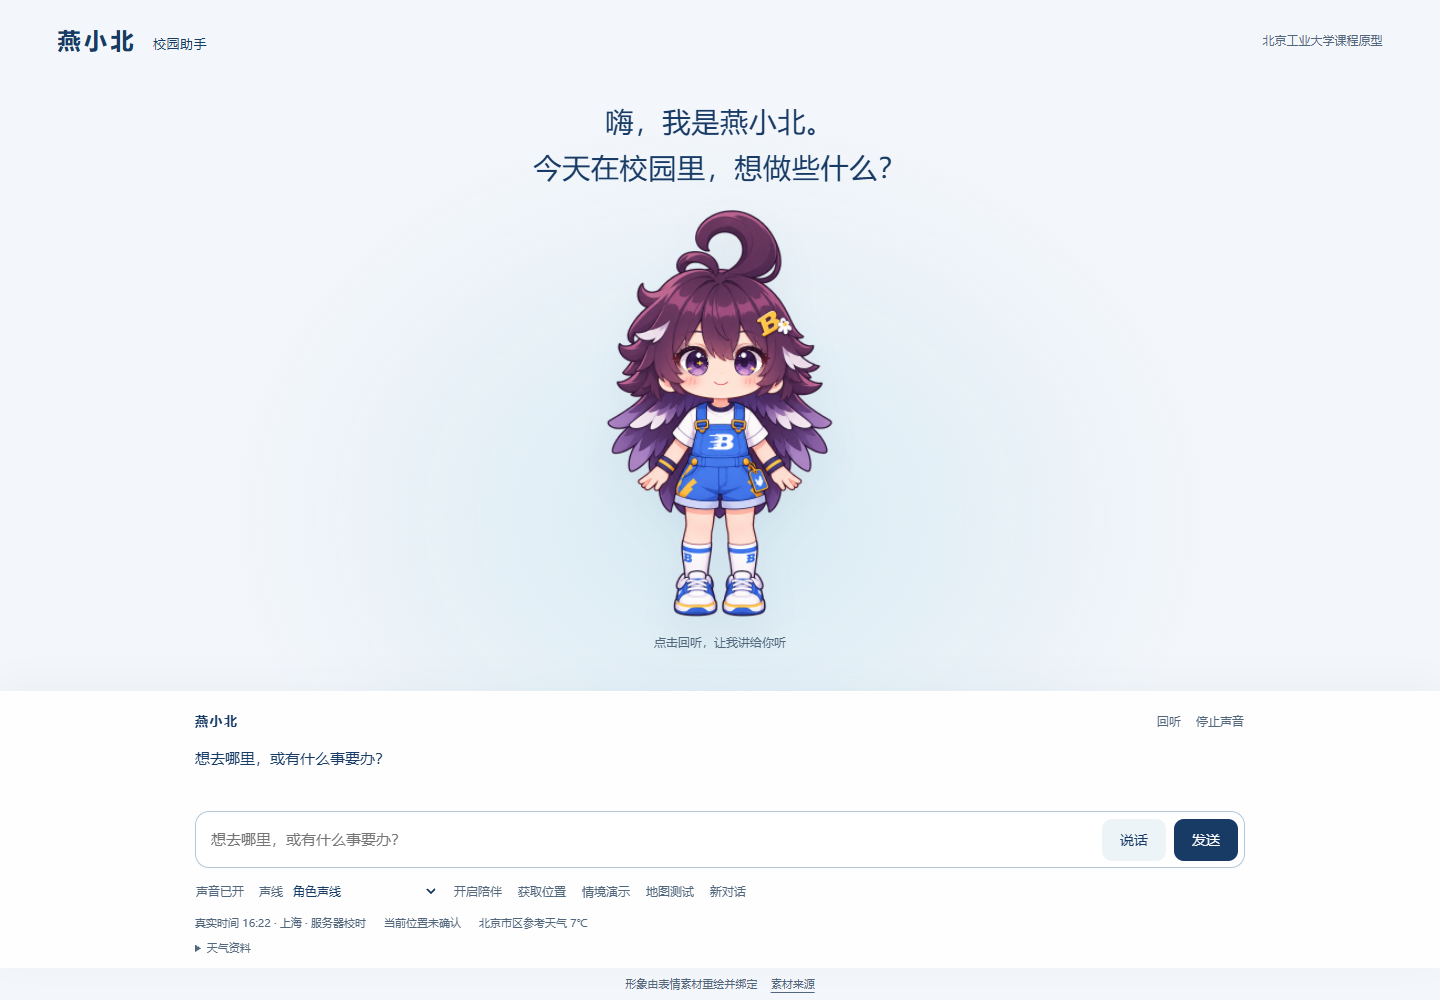 燕小北 校园助手 北京工业大学课程原型
嗨，我是燕小北。
今天在校园里，想做些什么？
B
B
B B
点击回听，让我讲给你听
燕小北 回听 停止声音
想去哪里，或有什么事要办？
想去哪里，或有什么事要办？ 说话 发送
声音已开 声线 角色声线 开启陪伴 获取位置 情境演示 地图测试 新对话
真实时间 16:22 · 上海 · 服务器校时 当前位置未确认 北京市区参考天气 7℃
天气资料
形象由表情素材重绘并绑定 素材来源